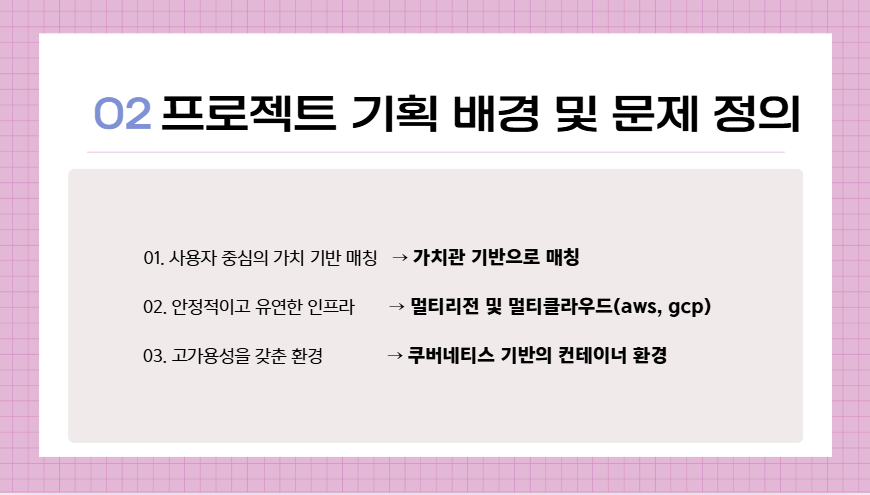 02 프로젝트 기획 배경 및 문제 정의
01. 사용자 중심의 가치 기반 매칭 → 가치관 기반으로 매칭
02. 안정적이고 유연한 인프라 → 멀티리전 및 멀티클라우드(aws, gcp)
03. 고가용성을 갖춘 환경 → 쿠버네티스 기반의 컨테이너 환경